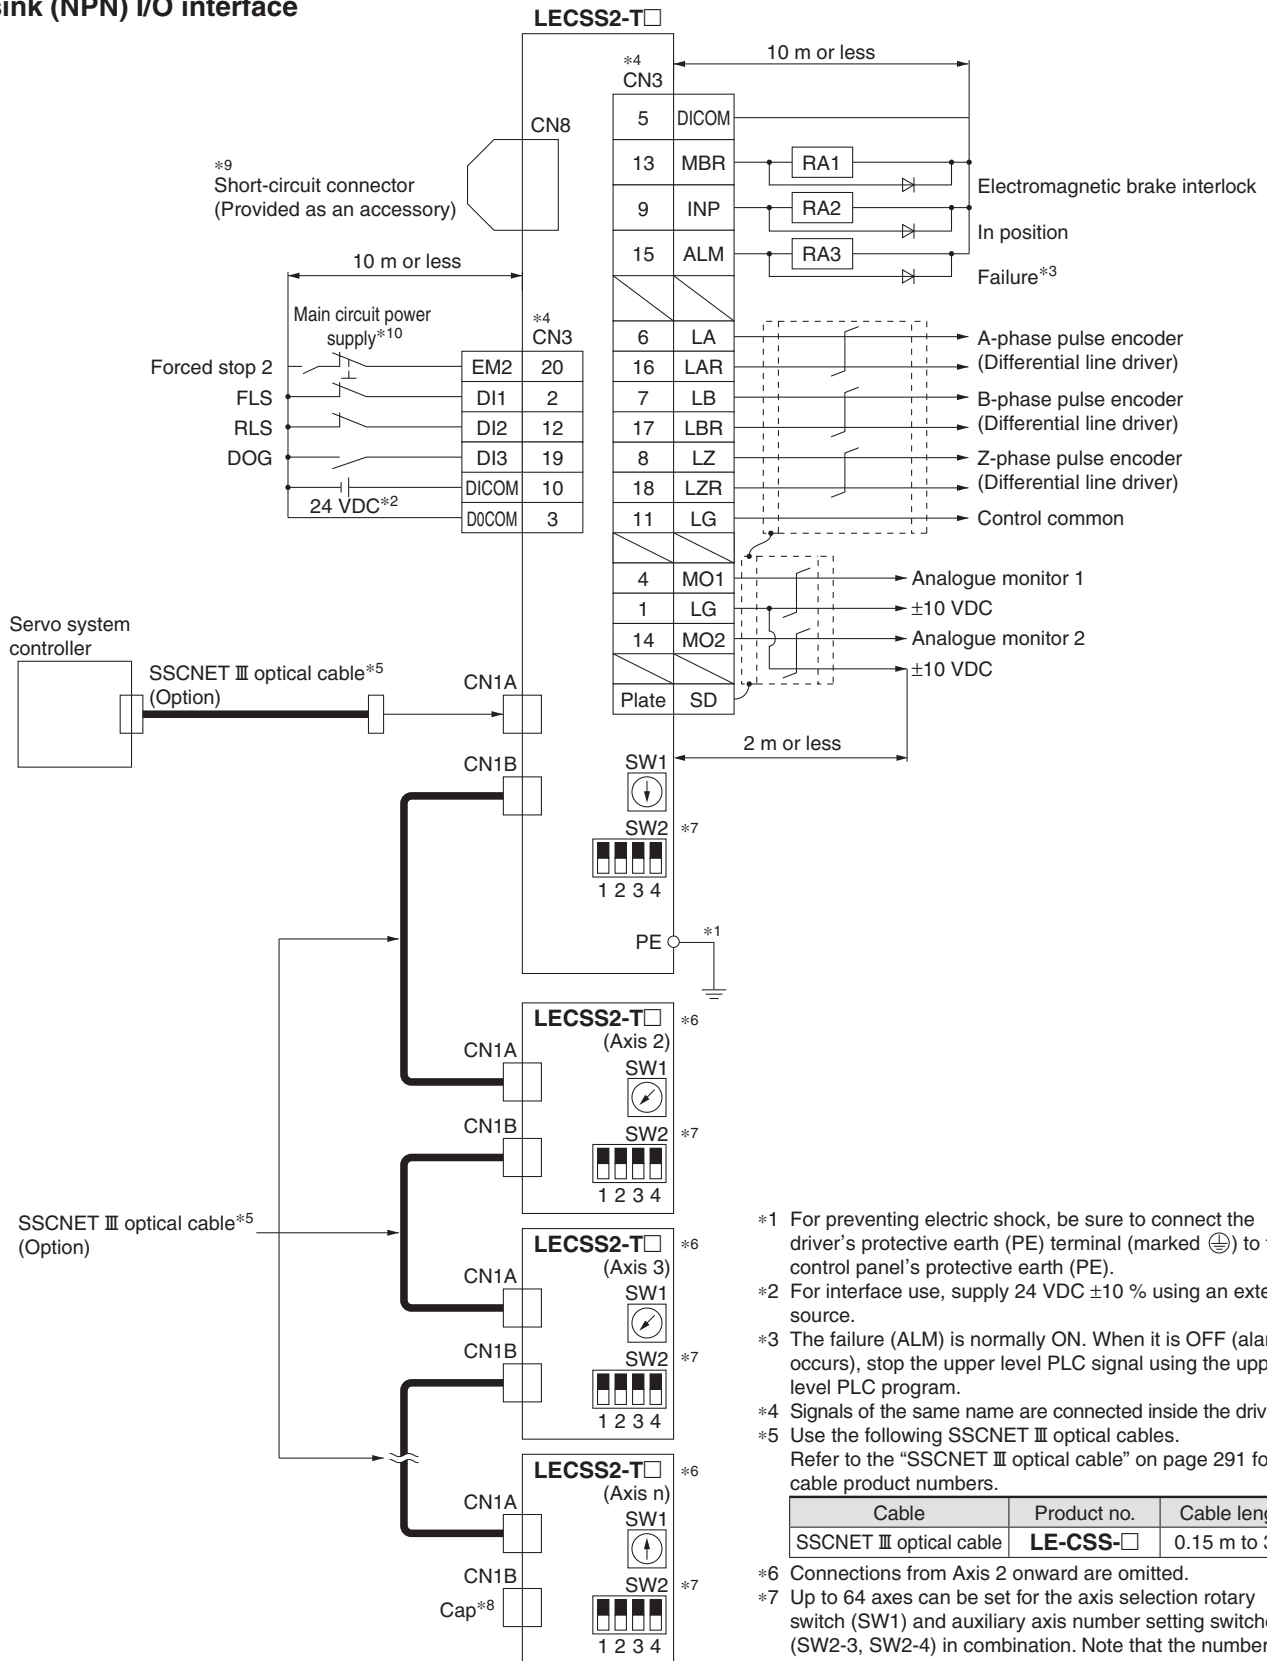 sink (NPN) I/O interface
LECSS2-T□
*4
CN3
10 m or less
5 DICOM
13 MBR RA1
Electromagnetic brake interlock
9 INP RA2
In position
15 ALM RA3
Failure*3
CN8
*9
Short-circuit connector
(Provided as an accessory)
10 m or less
Main circuit power
supply*10
*4
CN3
Forced stop 2 EM2 20
FLS DI1 2
RLS DI2 12
DOG DI3 19
DICOM 10
24 VDC*2
D0COM 3
6 LA A-phase pulse encoder
16 LAR (Differential line driver)
7 LB B-phase pulse encoder
17 LBR (Differential line driver)
8 LZ Z-phase pulse encoder
18 LZR (Differential line driver)
11 LG Control common
4 MO1 Analogue monitor 1
1 LG ±10 VDC
14 MO2 Analogue monitor 2
±10 VDC
Plate SD
2 m or less
Servo system
controller
SSCNET Ⅲ optical cable*5
(Option)
CN1A
CN1B
SW1
SW2 *7
1 2 3 4
PE *1
LECSS2-T□ *6
(Axis 2)
CN1A
SW1
CN1B
SW2 *7
1 2 3 4
SSCNET Ⅲ optical cable*5
(Option)
LECSS2-T□ *6
(Axis 3)
CN1A
SW1
CN1B
SW2 *7
1 2 3 4
LECSS2-T□ *6
(Axis n)
CN1A
SW1
CN1B
Cap*8
SW2 *7
1 2 3 4
*1 For preventing electric shock, be sure to connect the
driver's protective earth (PE) terminal (marked ⏚) to
control panel's protective earth (PE).
*2 For interface use, supply 24 VDC ±10 % using an
source.
*3 The failure (ALM) is normally ON. When it is OFF
occurs), stop the upper level PLC signal using the
level PLC program.
*4 Signals of the same name are connected inside the
*5 Use the following SSCNET Ⅲ optical cables.
Refer to the “SSCNET Ⅲ optical cable” on page 291
cable product numbers.
Cable Product no. Cable
SSCNET Ⅲ optical cable LE-CSS-□ 0.15 m to
*6 Connections from Axis 2 onward are omitted.
*7 Up to 64 axes can be set for the axis selection rotary
switch (SW1) and auxiliary axis number setting
(SW2-3, SW2-4) in combination. Note that the number